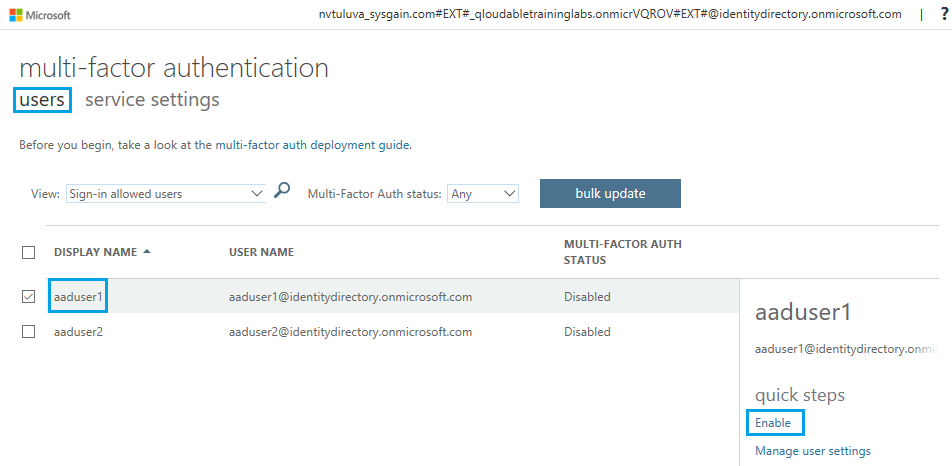 Microsoft
nvtuluva_sysgain.com#EXT#_qloudabletraininglabs.onmicrVQROV#EXT#@identitydirectory.onmicrosoft.com | ?
multi-factor authentication
users service settings
Before you begin, take a look at the multi-factor auth deployment guide.
View: Sign-in allowed users Multi-Factor Auth status: Any bulk update
DISPLAY NAME USER NAME MULTI-FACTOR AUTH
STATUS
aaduser1 aaduser1@identitydirectory.onmicrosoft.com Disabled
aaduser2 aaduser2@identitydirectory.onmicrosoft.com Disabled
aaduser1
aaduser1@identitydirectory.onm
quick steps
Enable
Manage user settings